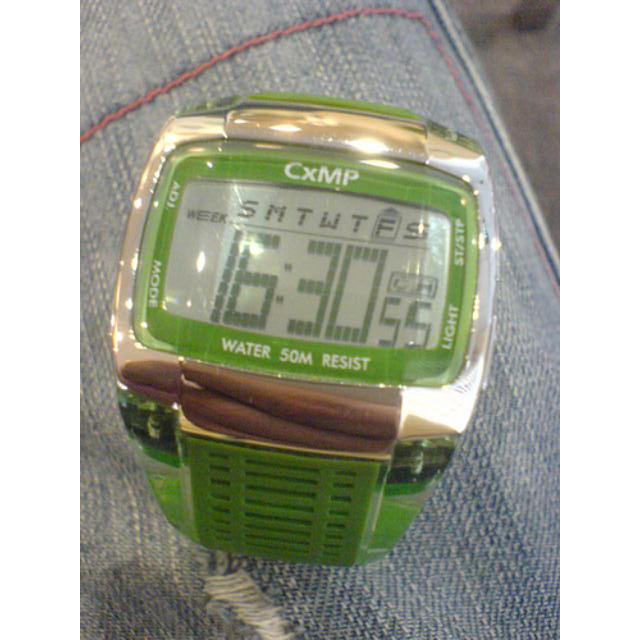 CxMP
ADJ
WEEK S M T W T F S
ST/STP
16:30 55
MODE
LIGHT
WATER 50M RESIST